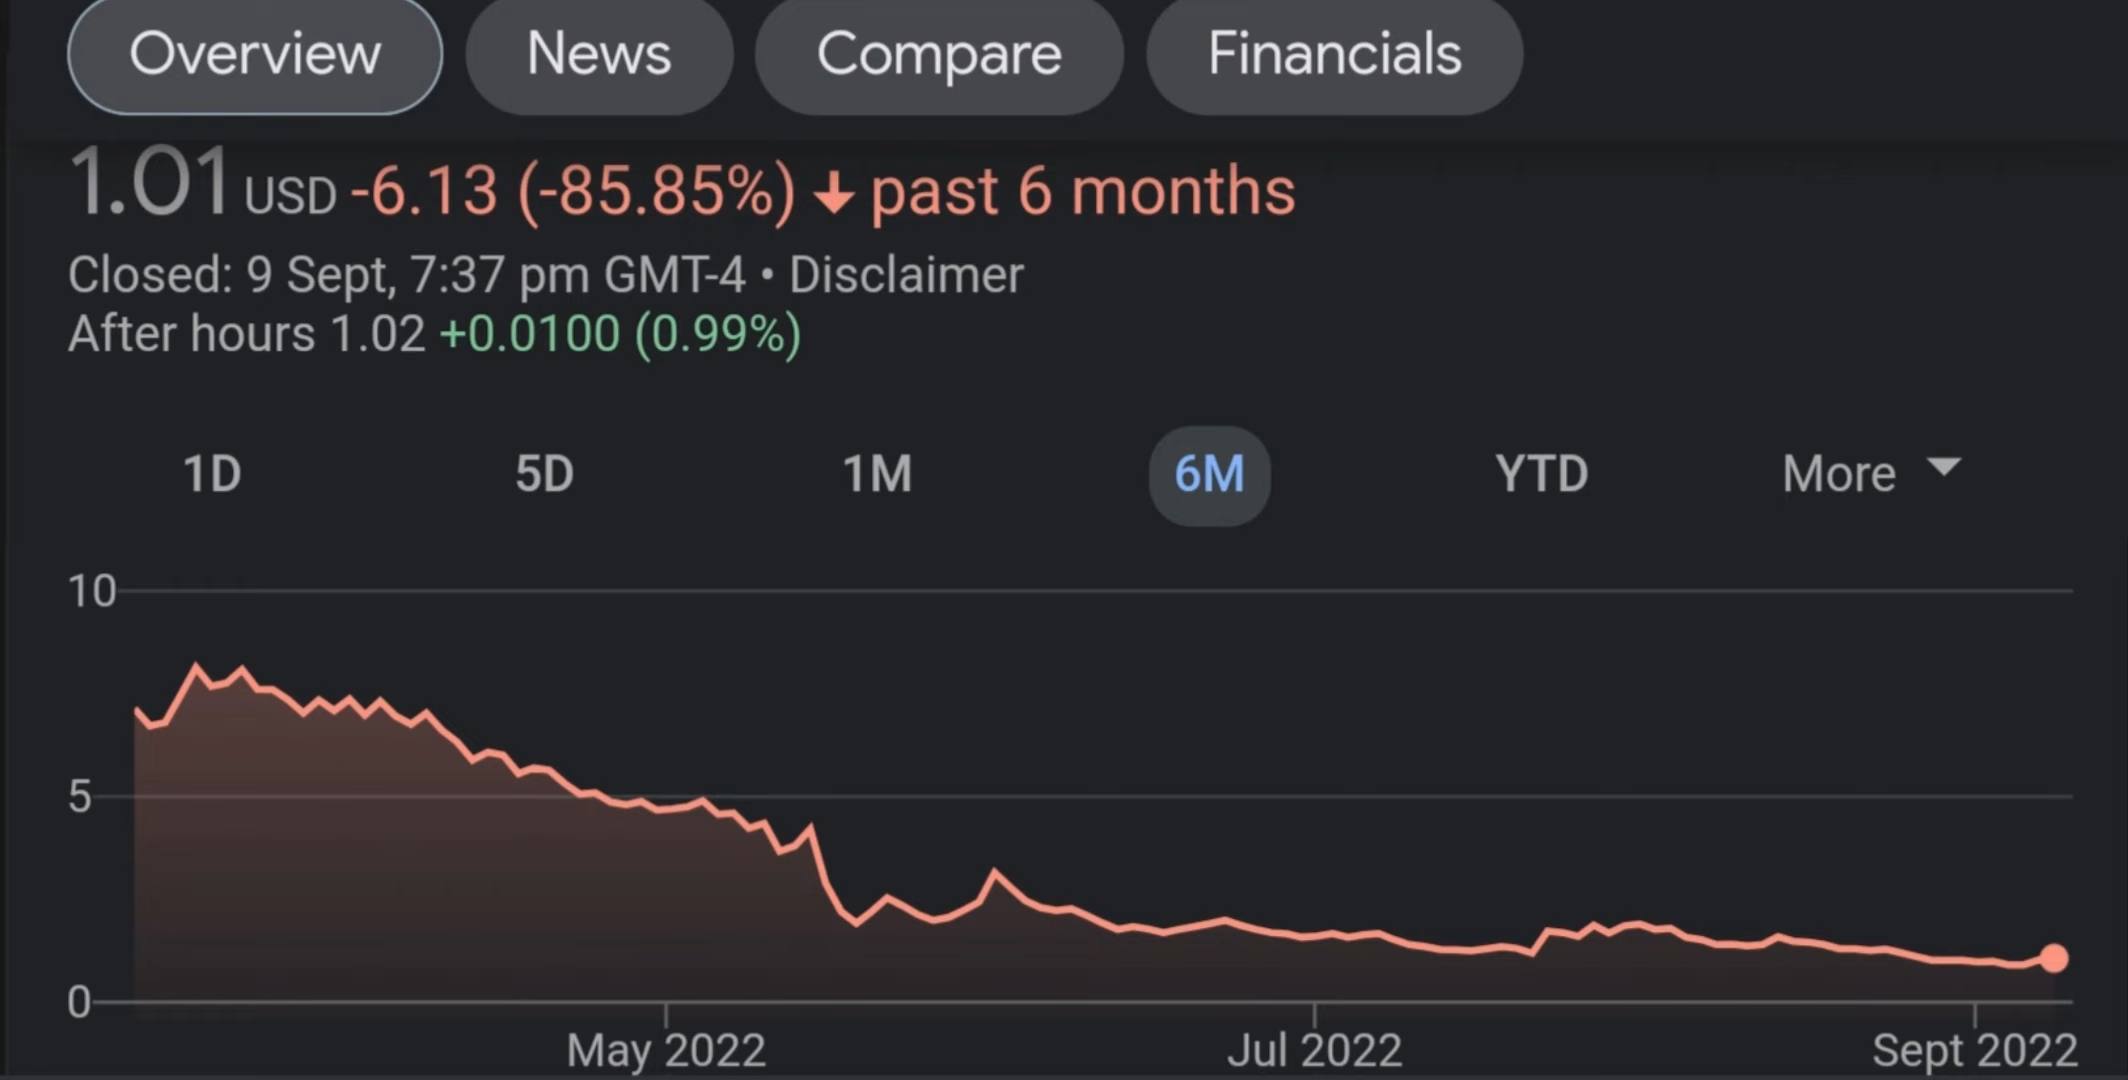 Overview News Compare Financials
1.01 USD -6.13 (-85.85%) ↓ past 6 months
Closed: 9 Sept, 7:37 pm GMT-4 • Disclaimer
After hours 1.02 +0.0100 (0.99%)
1D 5D 1M 6M YTD More
10
5
0
May 2022 Jul 2022 Sept 2022